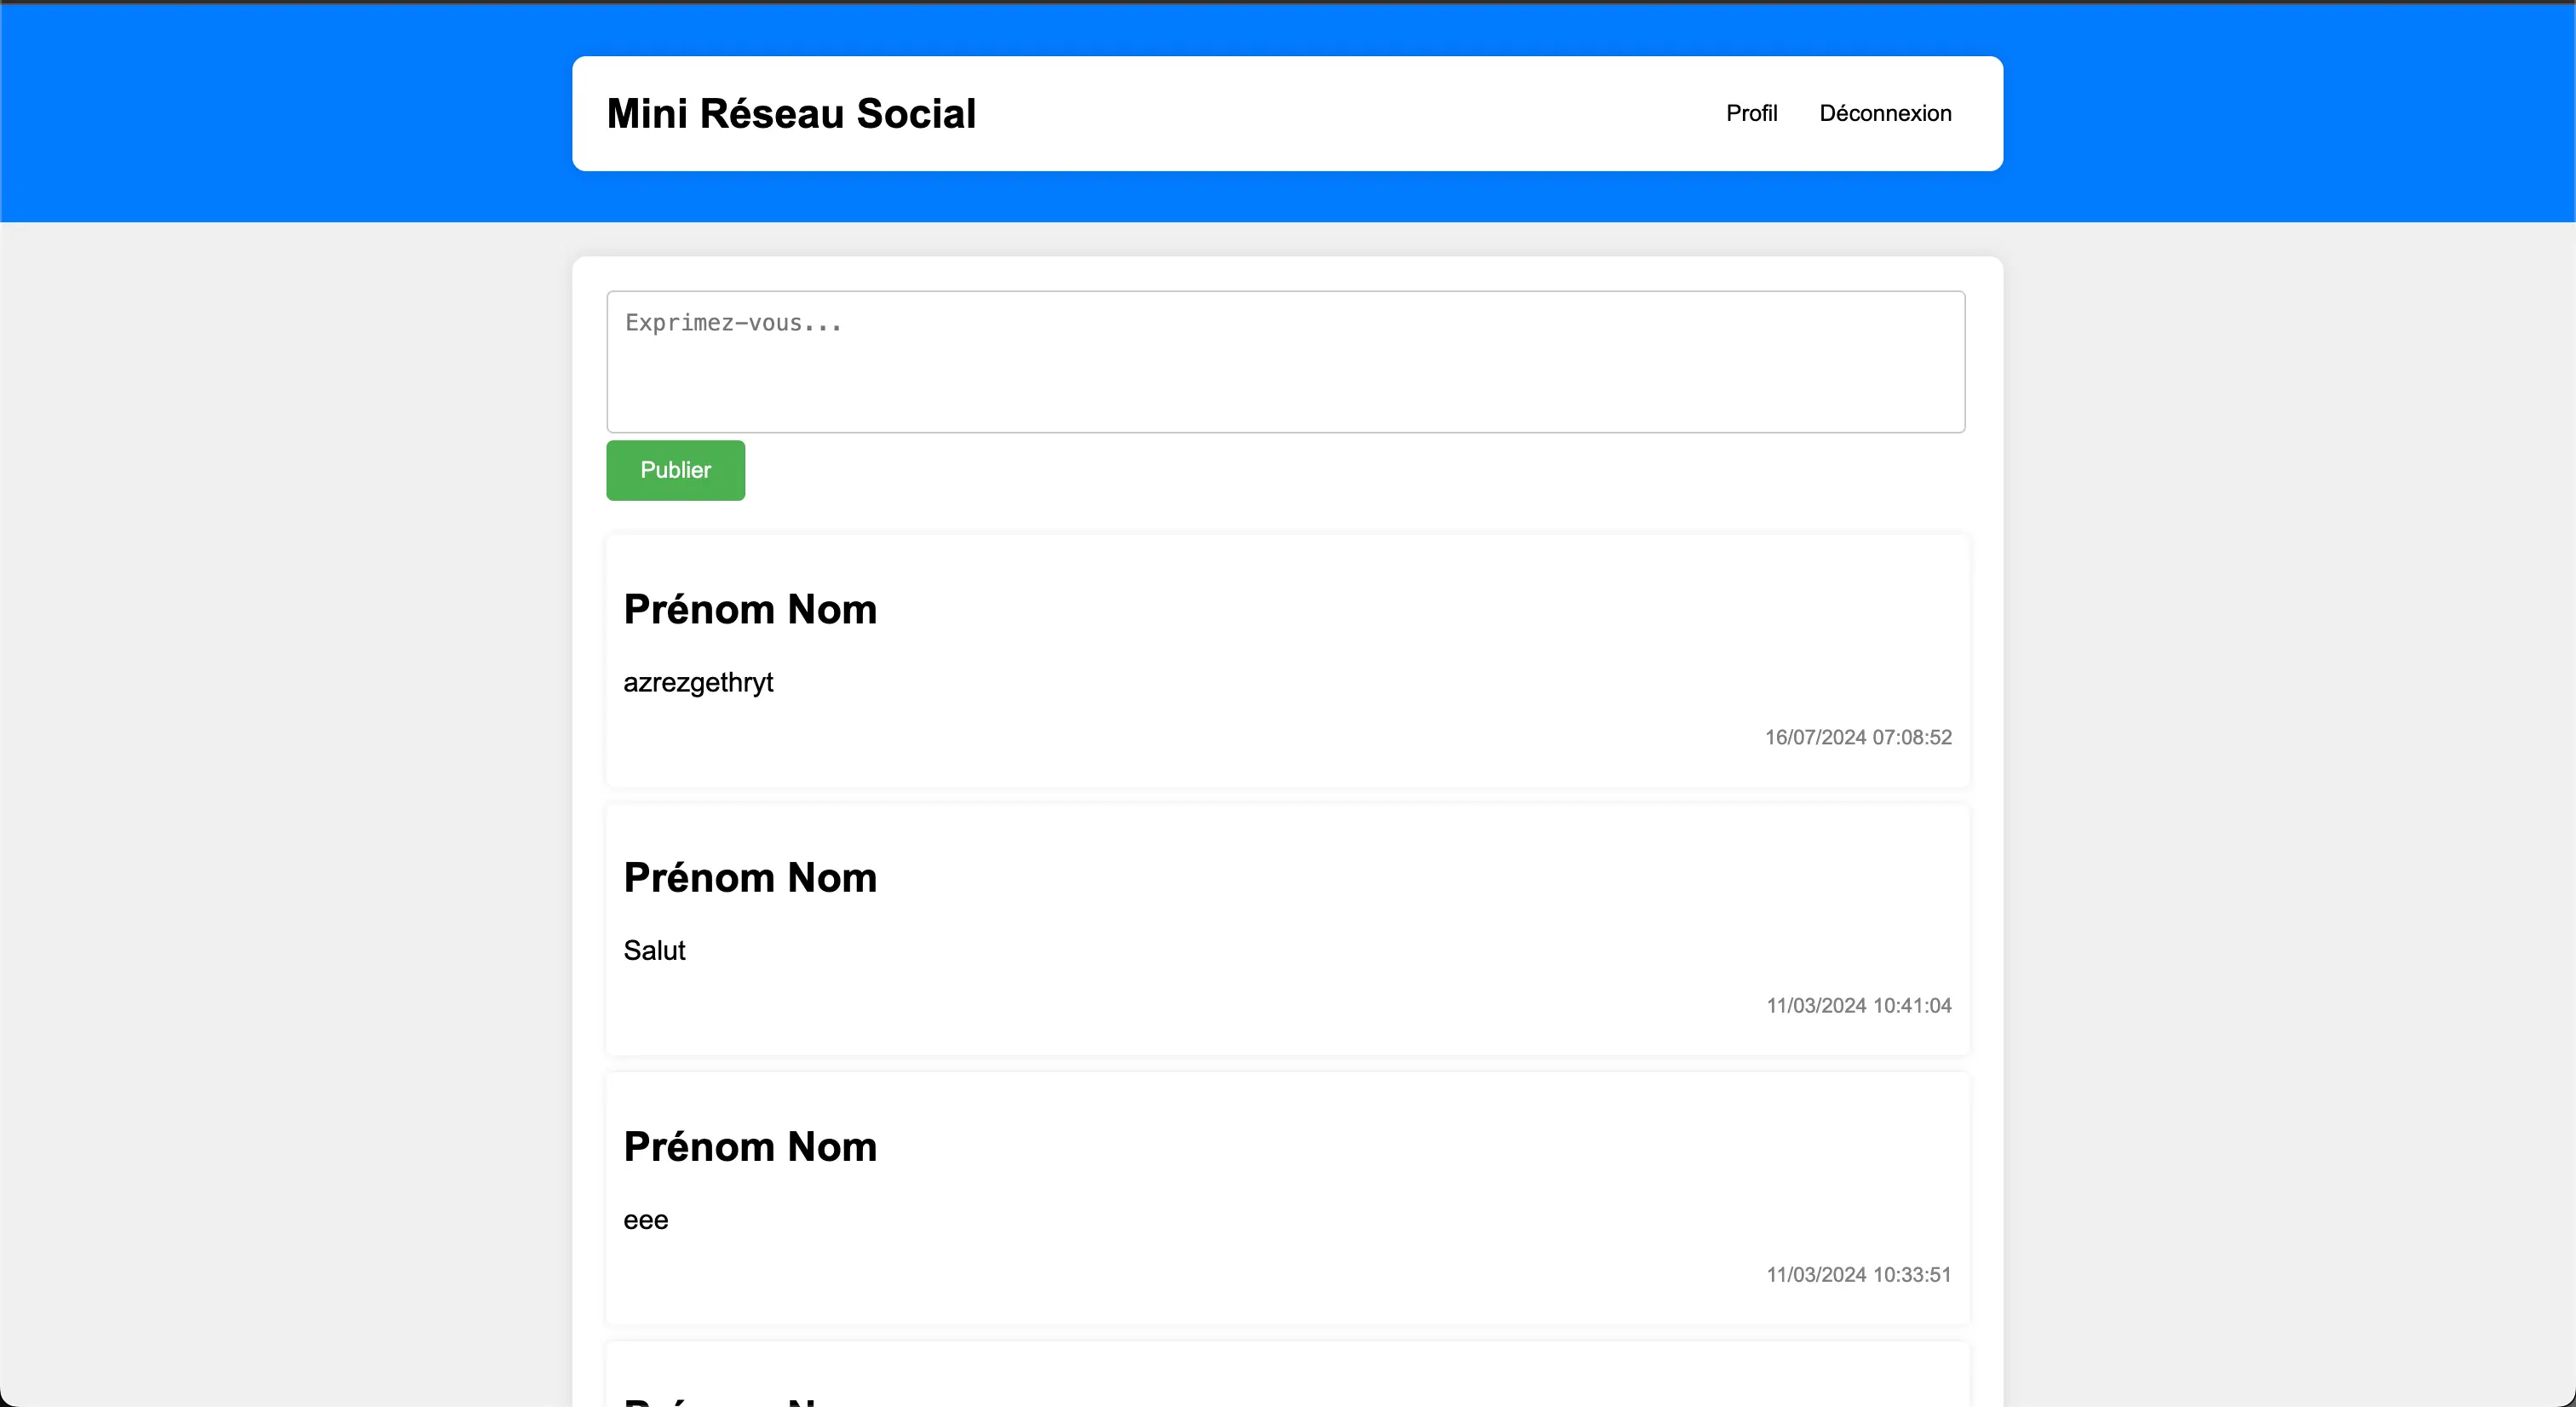 Mini Réseau Social
Profil
Déconnexion
Exprimez-vous...
Publier
Prénom Nom
azrezgethryt
16/07/2024 07:08:52
Prénom Nom
Salut
11/03/2024 10:41:04
Prénom Nom
eee
11/03/2024 10:33:51